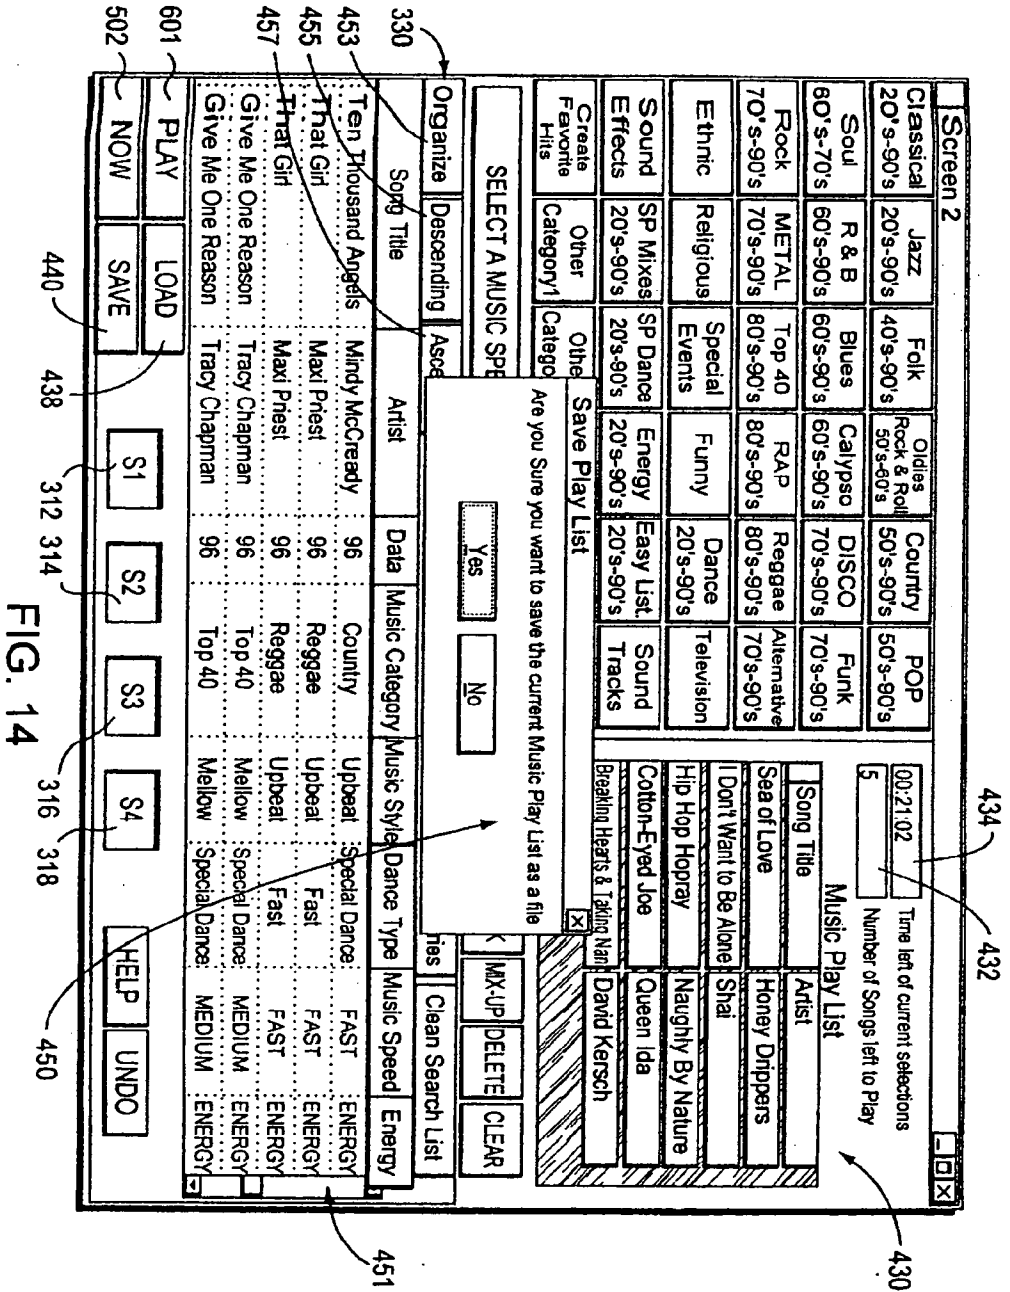 434
432
430
Screen 2
Classical 20's-90's
Jazz 20's-90's
Folk 40's-90's
Oldies Rock & Roll 50's-60's
Country 50's-90's
POP 50's-90's
Soul 60's-70's
R & B 60's-90's
Blues 60's-90's
Calypso 60's-90's
DISCO 70's-90's
Funk 70's-90's
Rock 70's-90's
METAL 70's-90's
Top 40 80's-90's
RAP 80's-90's
Reggae 80's-90's
Alternative 70's-90's
Ethnic
Religious
Special Events
Funny
Dance 20's-90's
Television
Sound Effects
SP Mixes 20's-90's
SP Dance 20's-90's
Energy 20's-90's
Easy List. 20's-90's
Sound Tracks
Create Favorite Hits
Other Category1
Othe Catego
00:21:02 Time left of current selections
5 Number of Songs left to Play
Music Play List
Song Title Artist
Sea of Love Honey Drippers
I Don't Want to Be Alone Shai
Hip Hop Hopray Naughly By Nature
Cotton-Eyed Joe Queen Ida
Breaking Hearts & Taking Nan David Kersch
SELECT A MUSIC SPE
K MIX-UP DELETE CLEAR
Save Play List X
Are you Sure you want to save the current Music Play List as a file
Yes No
330
453
455
457
Organize Descending Asce ries Clean Search List
Song Title Artist Data Music Category Music Style Dance Type Music Speed Energy
Ten Thousand Angels Mindy McCready 96 Country Upbeat Special Dance FAST ENERGY
That Girl Maxi Priest 96 Reggae Upbeat Fast FAST ENERGY
That Girl Maxi Priest 96 Reggae Upbeat Fast FAST ENERGY
Give Me One Reason Tracy Chapman 96 Top 40 Mellow Special Dance MEDIUM ENERGY
Give Me One Reason Tracy Chapman 96 Top 40 Mellow Special Dance MEDIUM ENERGY
451
601
502
PLAY LOAD
NOW SAVE
S1 S2 S3 S4
HELP UNDO
440
438
312
314
316
318
450
FIG. 14